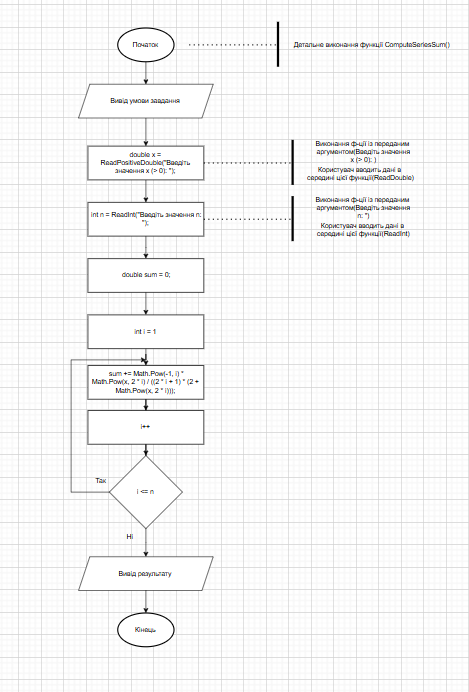 Початок
Детальне виконання функції ComputeSeriesSum()
Вивід умови завдання
double x =
ReadPositiveDouble("Введіть
значення x (> 0): ");
Виконання ф-ції із переданим
аргументом(Введіть значення
x (> 0): )
Користувач вводить дані в
середині цієї функції(ReadDouble)
int n = ReadInt("Введіть значення n:
");
Виконання ф-ції із переданим
аргументом(Введіть значення
n: ")
Користувач вводить дані в
середині цієї функції(ReadInt)
double sum = 0;
int i = 1
sum += Math.Pow(-1, i) *
Math.Pow(x, 2 * i) / ((2 * i + 1) * (2 +
Math.Pow(x, 2 * i)));
i++
i <= n
Так
Ні
Вивід результату
Кінець